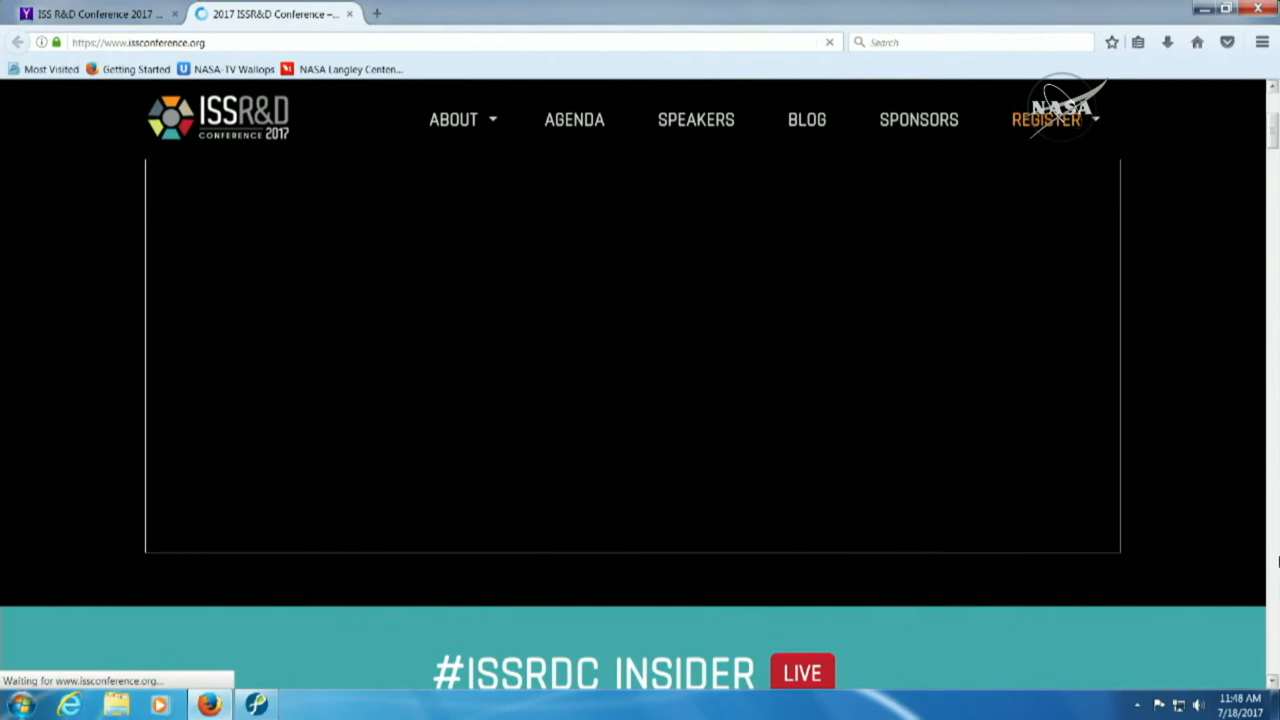 ISS R&D Conference 2017 ...
2017 ISSR&D Conference –...
https://www.issconference.org
Search
Most Visited
Getting Started
NASA-TV Wallops
NASA Langley Center...
ISSR&D
CONFERENCE 2017
ABOUT
AGENDA
SPEAKERS
BLOG
SPONSORS
REGISTER
NASA
#ISSRDC INSIDER
LIVE
Waiting for www.issconference.org...
11:48 AM
7/18/2017